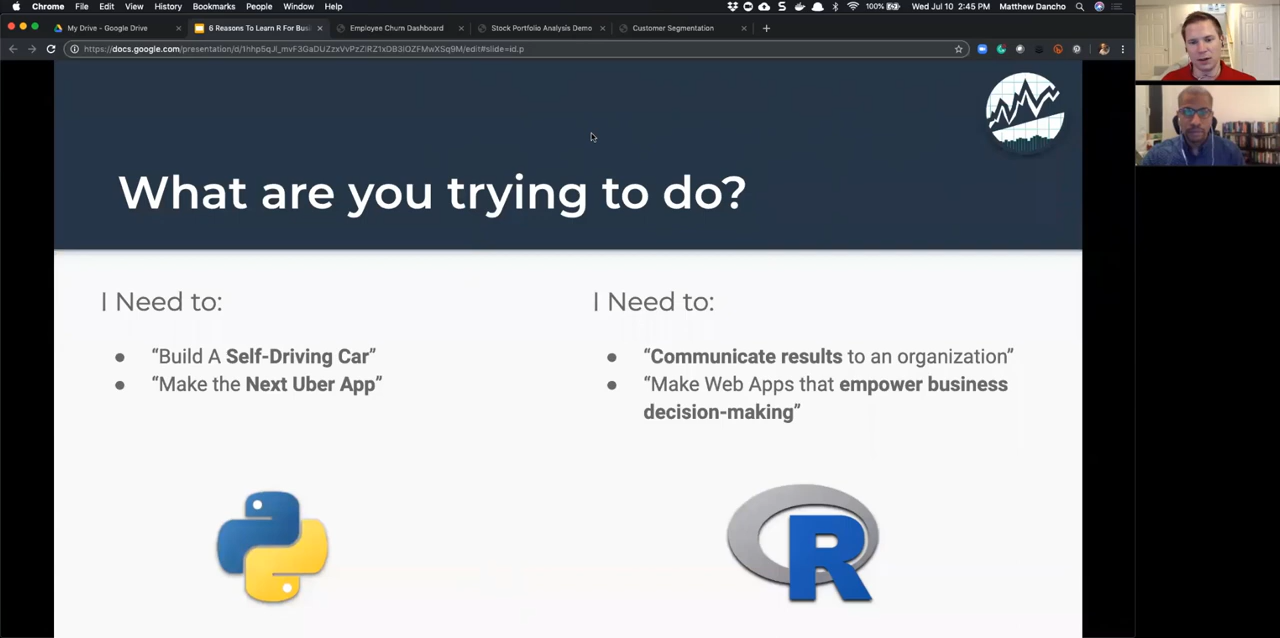 Chrome File Edit View History Bookmarks People Window Help 100% Wed Jul 10 2:45 PM Matthew Dancho
My Drive - Google Drive 6 Reasons To Learn R For Bus Employee Churn Dashboard Stock Portfolio Analysis Demo Customer Segmentation
What are you trying to do?
I Need to:
● “Build A Self-Driving Car”
● “Make the Next Uber App”
I Need to:
● “Communicate results to an organization”
● “Make Web Apps that empower business
decision-making”
R